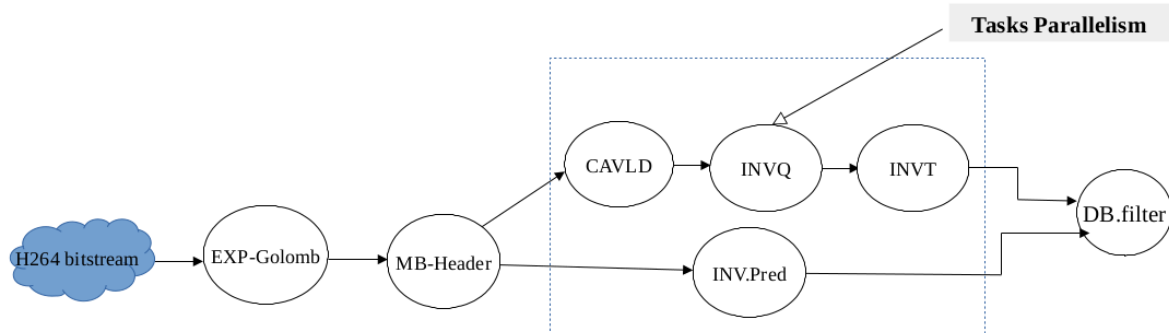 Tasks Parallelism
CAVLD
INVQ
INVT
DB.filter
H264 bitstream
EXP-Golomb
MB-Header
INV.Pred